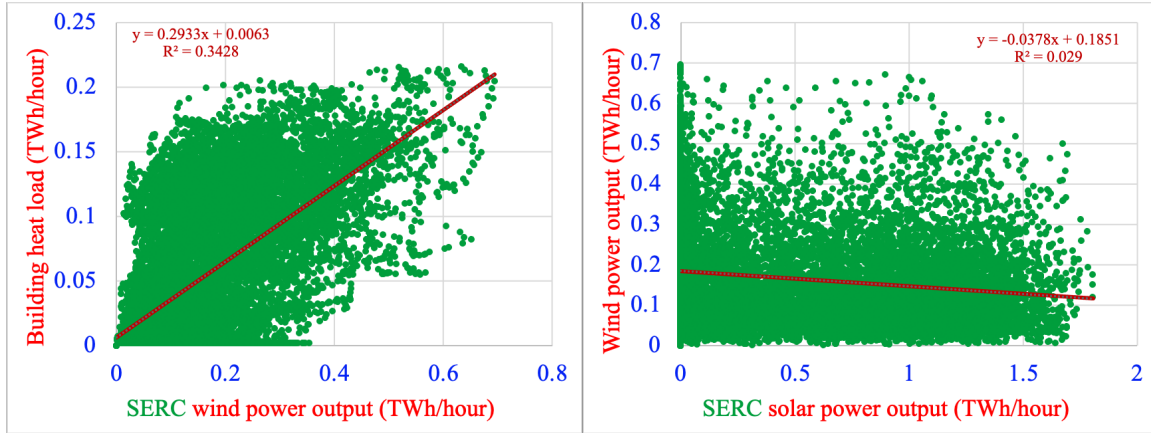 y = 0.2933x + 0.0063
R² = 0.3428
0.25
0.2
0.15
0.1
0.05
0
Building heat load (TWh/hour)
0 0.2 0.4 0.6 0.8
SERC wind power output (TWh/hour)
y = -0.0378x + 0.1851
R² = 0.029
0.8
0.7
0.6
0.5
0.4
0.3
0.2
0.1
0
Wind power output (TWh/hour)
0 0.5 1 1.5 2
SERC solar power output (TWh/hour)